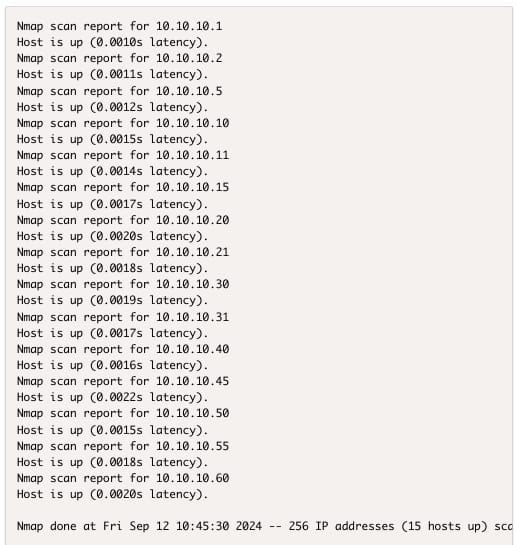 Nmap scan report for 10.10.10.1
Host is up (0.0010s latency).
Nmap scan report for 10.10.10.2
Host is up (0.0011s latency).
Nmap scan report for 10.10.10.5
Host is up (0.0012s latency).
Nmap scan report for 10.10.10.10
Host is up (0.0015s latency).
Nmap scan report for 10.10.10.11
Host is up (0.0014s latency).
Nmap scan report for 10.10.10.15
Host is up (0.0017s latency).
Nmap scan report for 10.10.10.20
Host is up (0.0020s latency).
Nmap scan report for 10.10.10.21
Host is up (0.0018s latency).
Nmap scan report for 10.10.10.30
Host is up (0.0019s latency).
Nmap scan report for 10.10.10.31
Host is up (0.0017s latency).
Nmap scan report for 10.10.10.40
Host is up (0.0016s latency).
Nmap scan report for 10.10.10.45
Host is up (0.0022s latency).
Nmap scan report for 10.10.10.50
Host is up (0.0015s latency).
Nmap scan report for 10.10.10.55
Host is up (0.0018s latency).
Nmap scan report for 10.10.10.60
Host is up (0.0020s latency).
Nmap done at Fri Sep 12 10:45:30 2024 -- 256 IP addresses (15 hosts up)